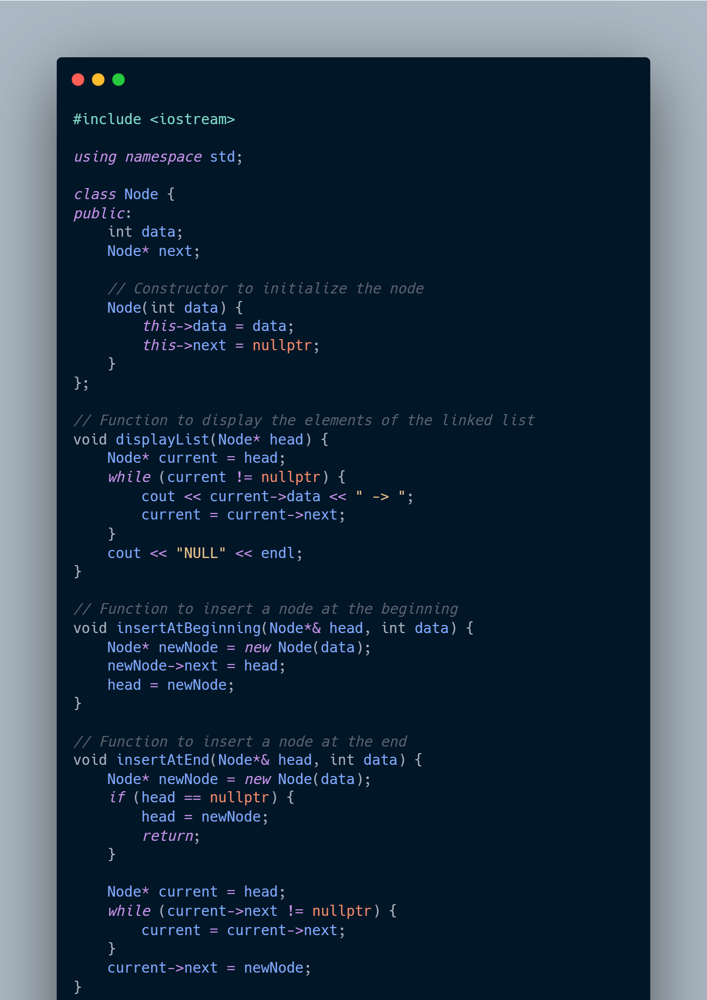 #include <iostream>

using namespace std;

class Node {
public:
    int data;
    Node* next;

    // Constructor to initialize the node
    Node(int data) {
        this->data = data;
        this->next = nullptr;
    }
};

// Function to display the elements of the linked list
void displayList(Node* head) {
    Node* current = head;
    while (current != nullptr) {
        cout << current->data << " -> ";
        current = current->next;
    }
    cout << "NULL" << endl;
}

// Function to insert a node at the beginning
void insertAtBeginning(Node*& head, int data) {
    Node* newNode = new Node(data);
    newNode->next = head;
    head = newNode;
}

// Function to insert a node at the end
void insertAtEnd(Node*& head, int data) {
    Node* newNode = new Node(data);
    if (head == nullptr) {
        head = newNode;
        return;
    }

    Node* current = head;
    while (current->next != nullptr) {
        current = current->next;
    }
    current->next = newNode;
}